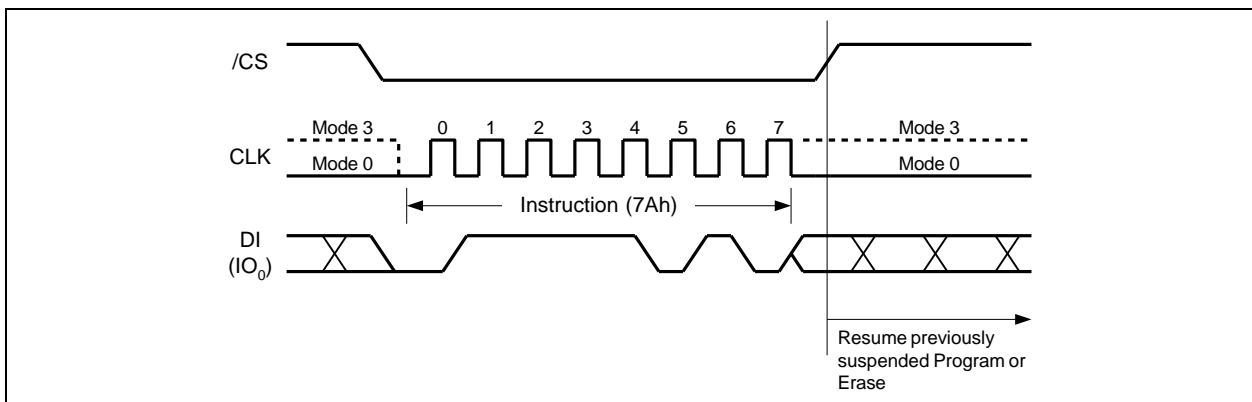 /CS
Mode 3 0 1 2 3 4 5 6 7 Mode 3
CLK
Mode 0 Mode 0
Instruction (7Ah)
DI
(IO0)
Resume previously
suspended Program or
Erase